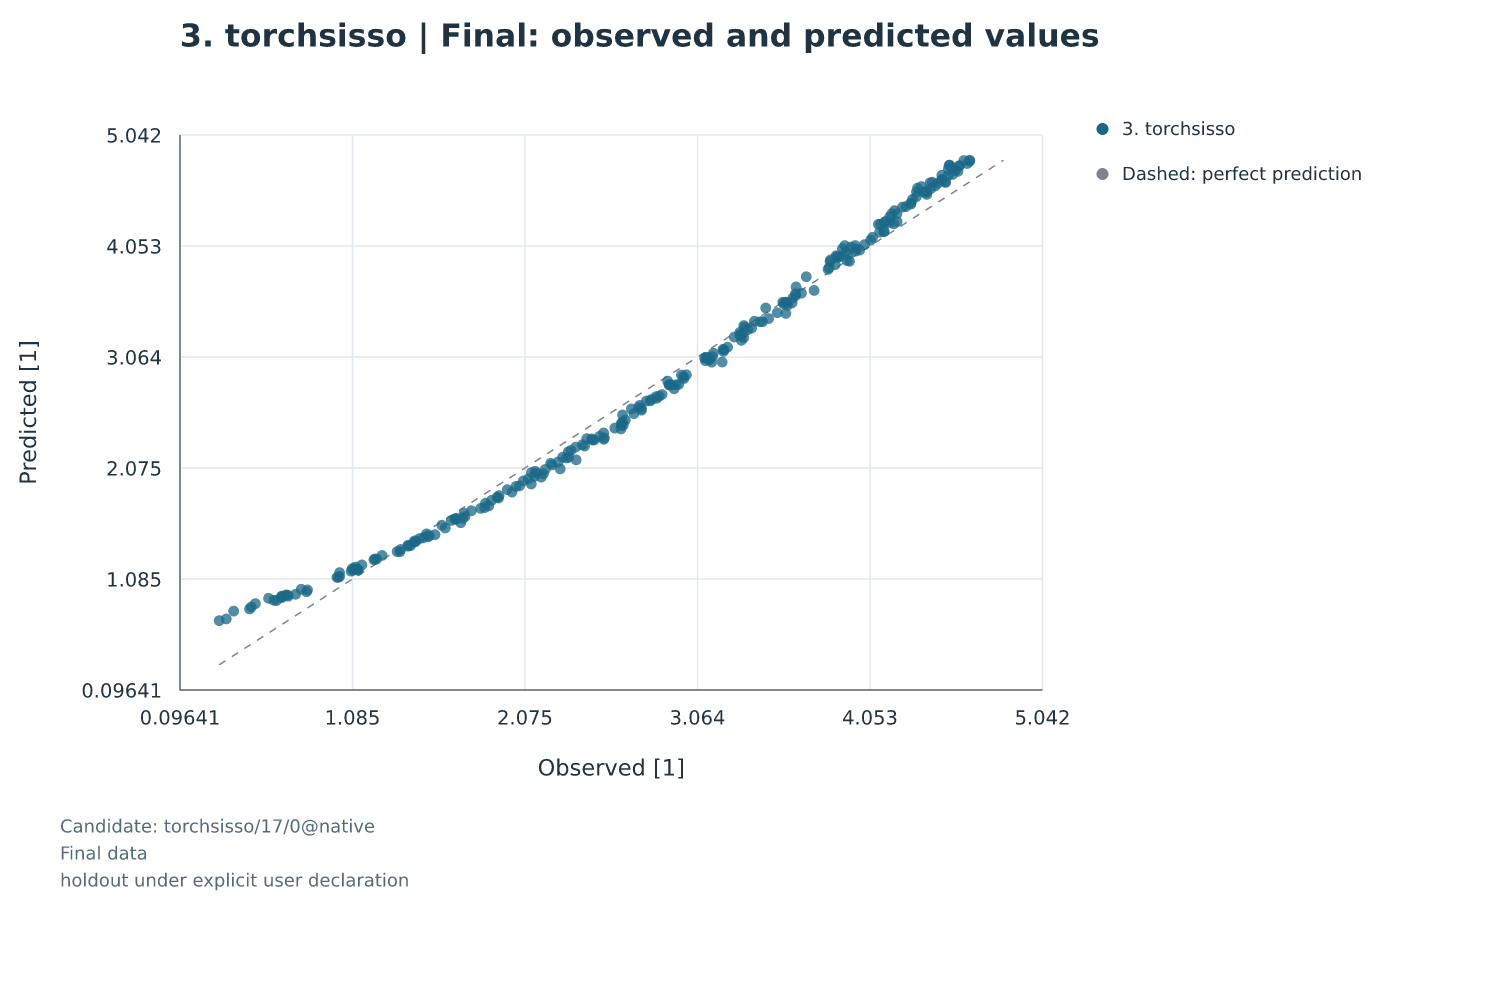 3. torchsisso | Final: observed and predicted values
3. torchsisso
Dashed: perfect prediction
5.042
4.053
3.064
2.075
1.085
0.09641
Predicted [1]
0.09641 1.085 2.075 3.064 4.053 5.042
Observed [1]
Candidate: torchsisso/17/0@native
Final data
holdout under explicit user declaration